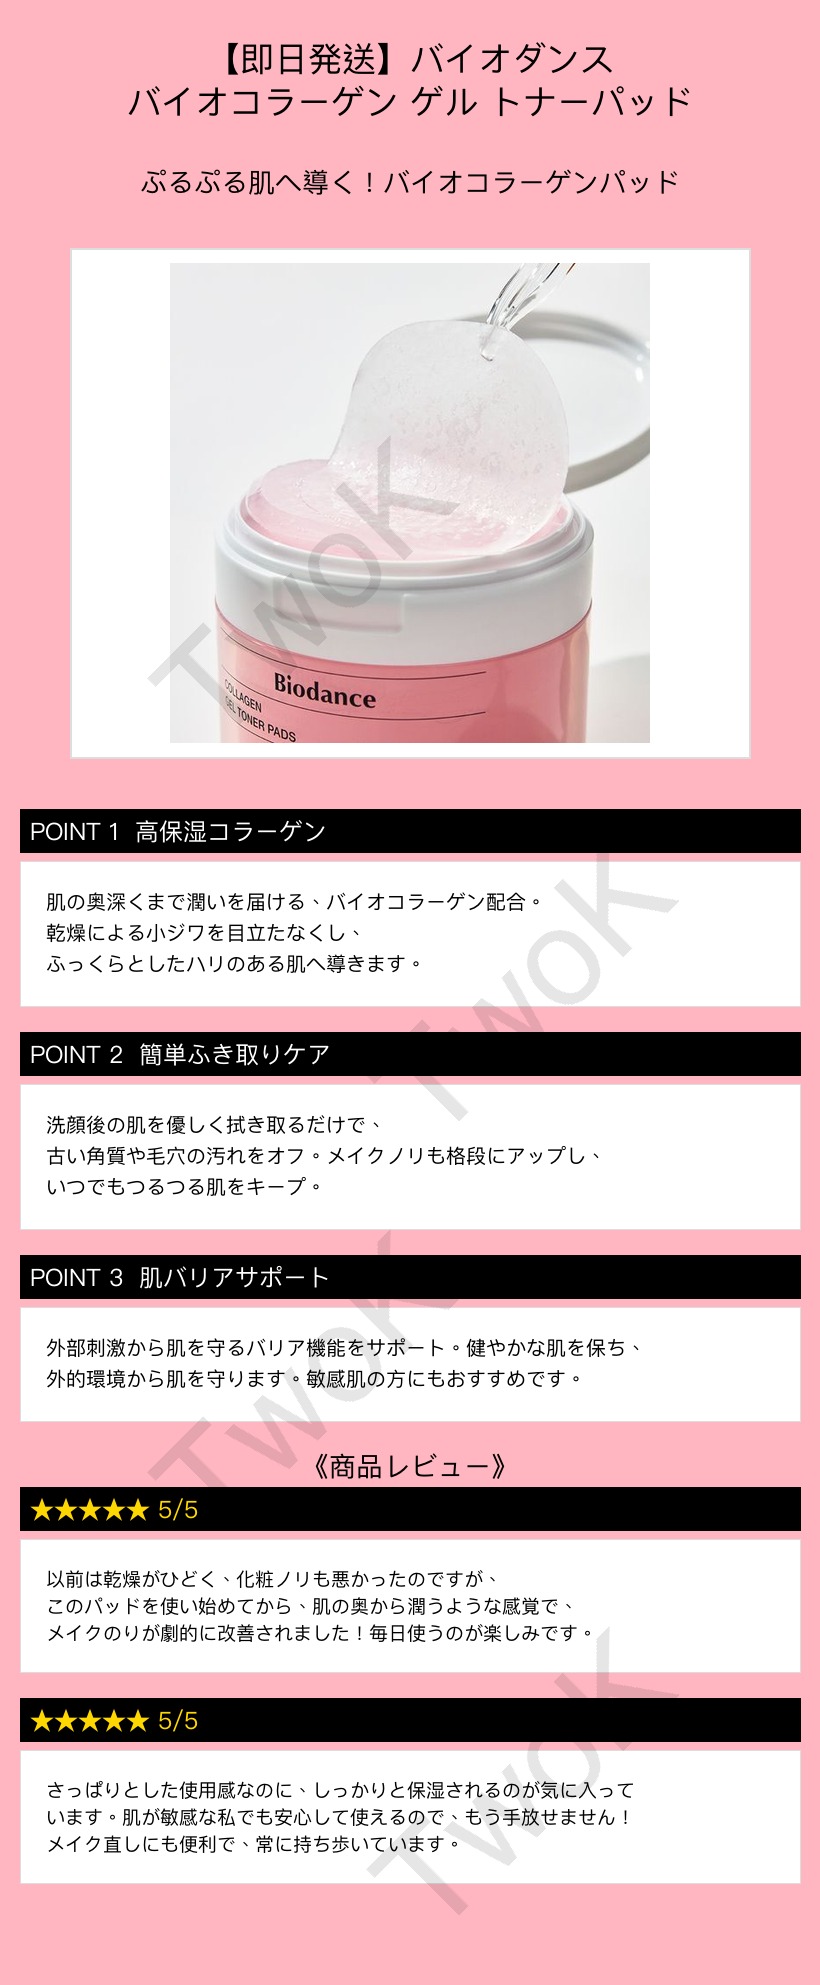 【即日発送】バイオダンス
バイオコラーゲン ゲル トナーパッド
ぷるぷる肌へ導く！バイオコラーゲンパッド
Biodance
COLLAGEN
GEL TONER PADS
TwoK
POINT 1 高保湿コラーゲン
肌の奥深くまで潤いを届ける、バイオコラーゲン配合。
乾燥による小ジワを目立たなくし、
ふっくらとしたハリのある肌へ導きます。
TwoK
POINT 2 簡単ふき取りケア
洗顔後の肌を優しく拭き取るだけで、
古い角質や毛穴の汚れをオフ。メイクノリも格段にアップし、
いつでもつるつる肌をキープ。
POINT 3 肌バリアサポート
外部刺激から肌を守るバリア機能をサポート。健やかな肌を保ち、
外的環境から肌を守ります。敏感肌の方にもおすすめです。
TwoK
《商品レビュー》
★★★★★ 5/5
以前は乾燥がひどく、化粧ノリも悪かったのですが、
このパッドを使い始めてから、肌の奥から潤うような感覚で、
メイクのりが劇的に改善されました！毎日使うのが楽しみです。
★★★★★ 5/5
さっぱりとした使用感なのに、しっかりと保湿されるのが気に入って
います。肌が敏感な私でも安心して使えるので、もう手放せません！
メイク直しにも便利で、常に持ち歩いています。
TwoK